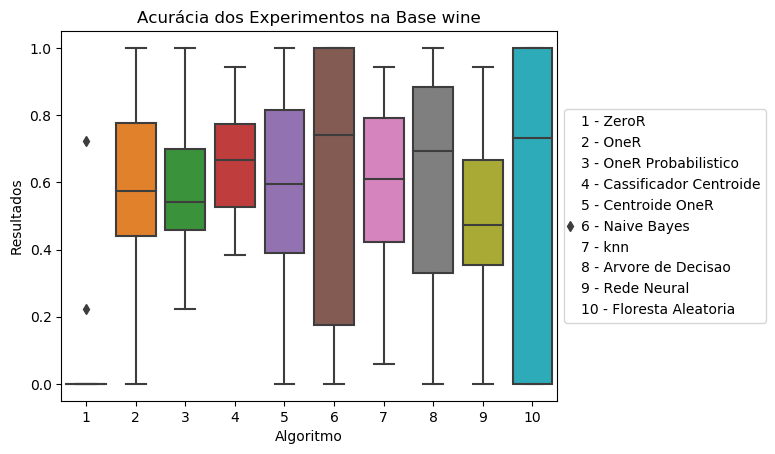 Acurácia dos Experimentos na Base wine
1.0
0.8
0.6
0.4
0.2
0.0
Resultados
1 2 3 4 5 6 7 8 9 10
Algoritmo
1 - ZeroR
2 - OneR
3 - OneR Probabilistico
4 - Cassificador Centroide
5 - Centroide OneR
6 - Naive Bayes
7 - knn
8 - Arvore de Decisao
9 - Rede Neural
10 - Floresta Aleatoria